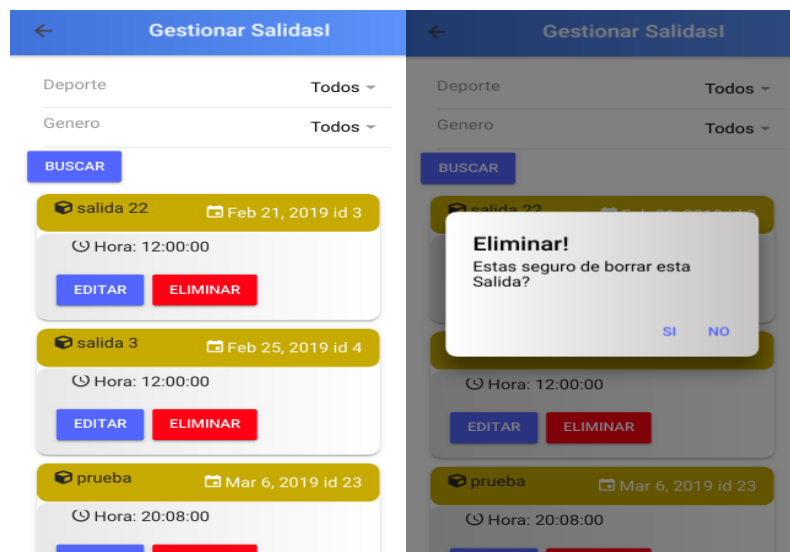 Gestionar SalidasI
Deporte
Todos
Genero
Todos
BUSCAR
salida 22
Feb 21, 2019 id 3
Hora: 12:00:00
EDITAR
ELIMINAR
salida 3
Feb 25, 2019 id 4
Hora: 12:00:00
EDITAR
ELIMINAR
prueba
Mar 6, 2019 id 23
Hora: 20:08:00
Gestionar SalidasI
Deporte
Todos
Genero
Todos
BUSCAR
salida 22
Eliminar!
Estas seguro de borrar esta
Salida?
SI
NO
Hora: 12:00:00
EDITAR
ELIMINAR
prueba
Mar 6, 2019 id 23
Hora: 20:08:00